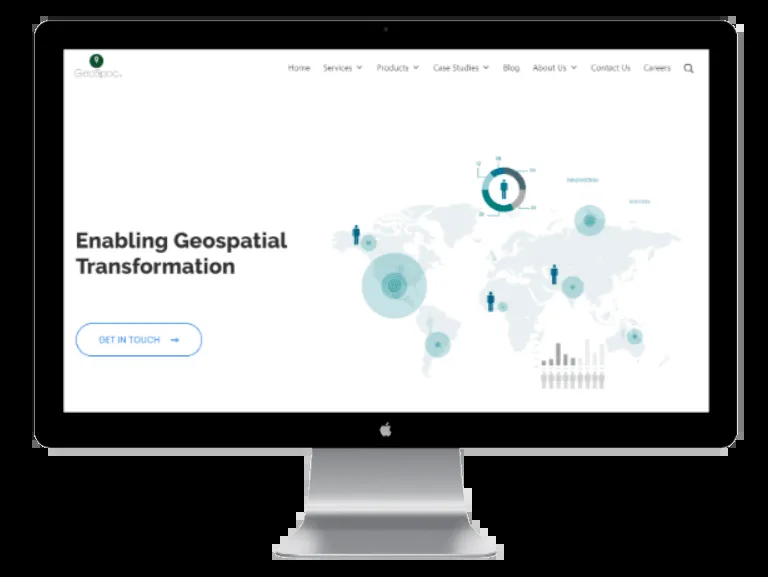 GeoSpoc
Home Services Products Case Studies Blog About Us Contact Us Careers
Enabling Geospatial
Transformation
GET IN TOUCH